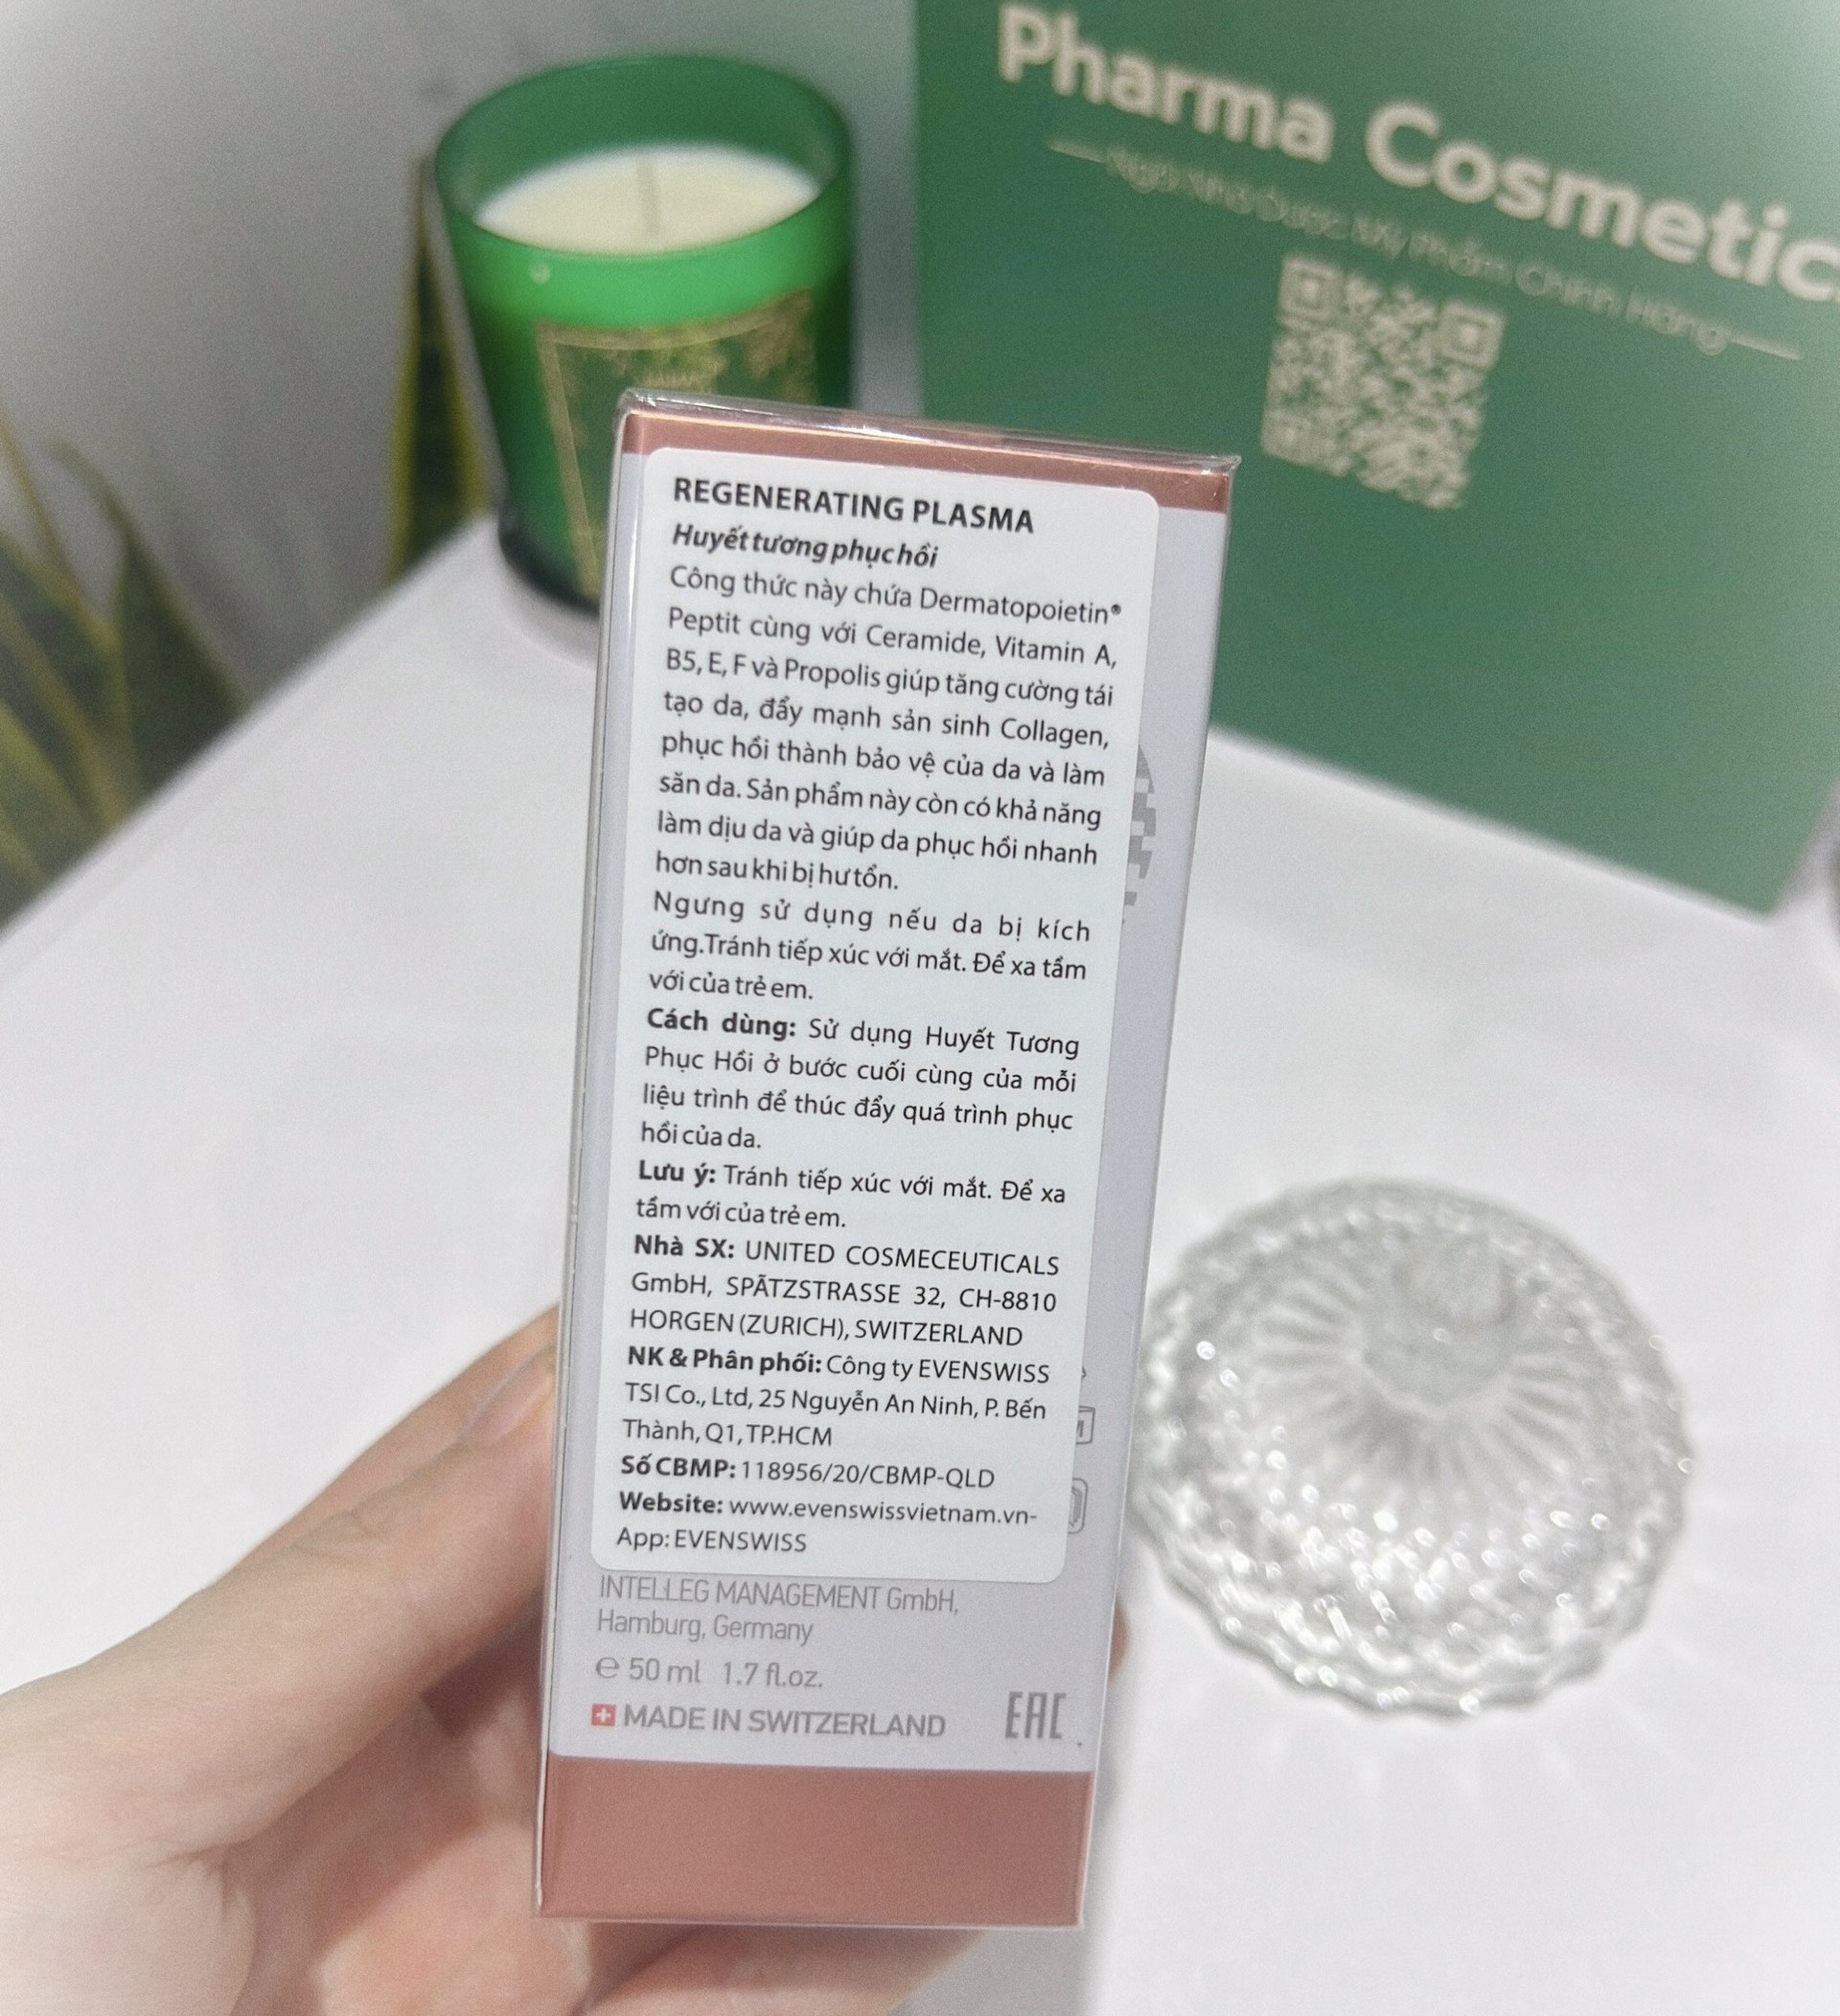 Pharma Cosmetic
Ngôi Nhà Dược Mỹ Phẩm Chính Hãng
REGENERATING PLASMA
Huyết tương phục hồi
Công thức này chứa Dermatopoietin®
Peptit cùng với Ceramide, Vitamin A,
B5, E, F và Propolis giúp tăng cường tái
tạo da, đẩy mạnh sản sinh Collagen,
phục hồi thành bảo vệ của da và làm
săn da. Sản phẩm này còn có khả năng
làm dịu da và giúp da phục hồi nhanh
hơn sau khi bị hư tổn.
Ngưng sử dụng nếu da bị kích
ứng.Tránh tiếp xúc với mắt. Để xa tầm
với của trẻ em.
Cách dùng: Sử dụng Huyết Tương
Phục Hồi ở bước cuối cùng của mỗi
liệu trình để thúc đẩy quá trình phục
hồi của da.
Lưu ý: Tránh tiếp xúc với mắt. Để xa
tầm với của trẻ em.
Nhà SX: UNITED COSMECEUTICALS
GmbH, SPÃTZSTRASSE 32, CH-8810
HORGEN (ZURICH), SWITZERLAND
NK & Phân phối: Công ty EVENSWISS
TSI Co., Ltd, 25 Nguyễn An Ninh, P. Bến
Thành, Q1, TP.HCM
Số CBMP: 118956/20/CBMP-QLD
Website: www.evenswissvietnam.vn-
App: EVENSWISS
INTELLEG MANAGEMENT GmbH,
Hamburg, Germany
℮ 50 ml 1.7 fl.oz.
MADE IN SWITZERLAND
EAC